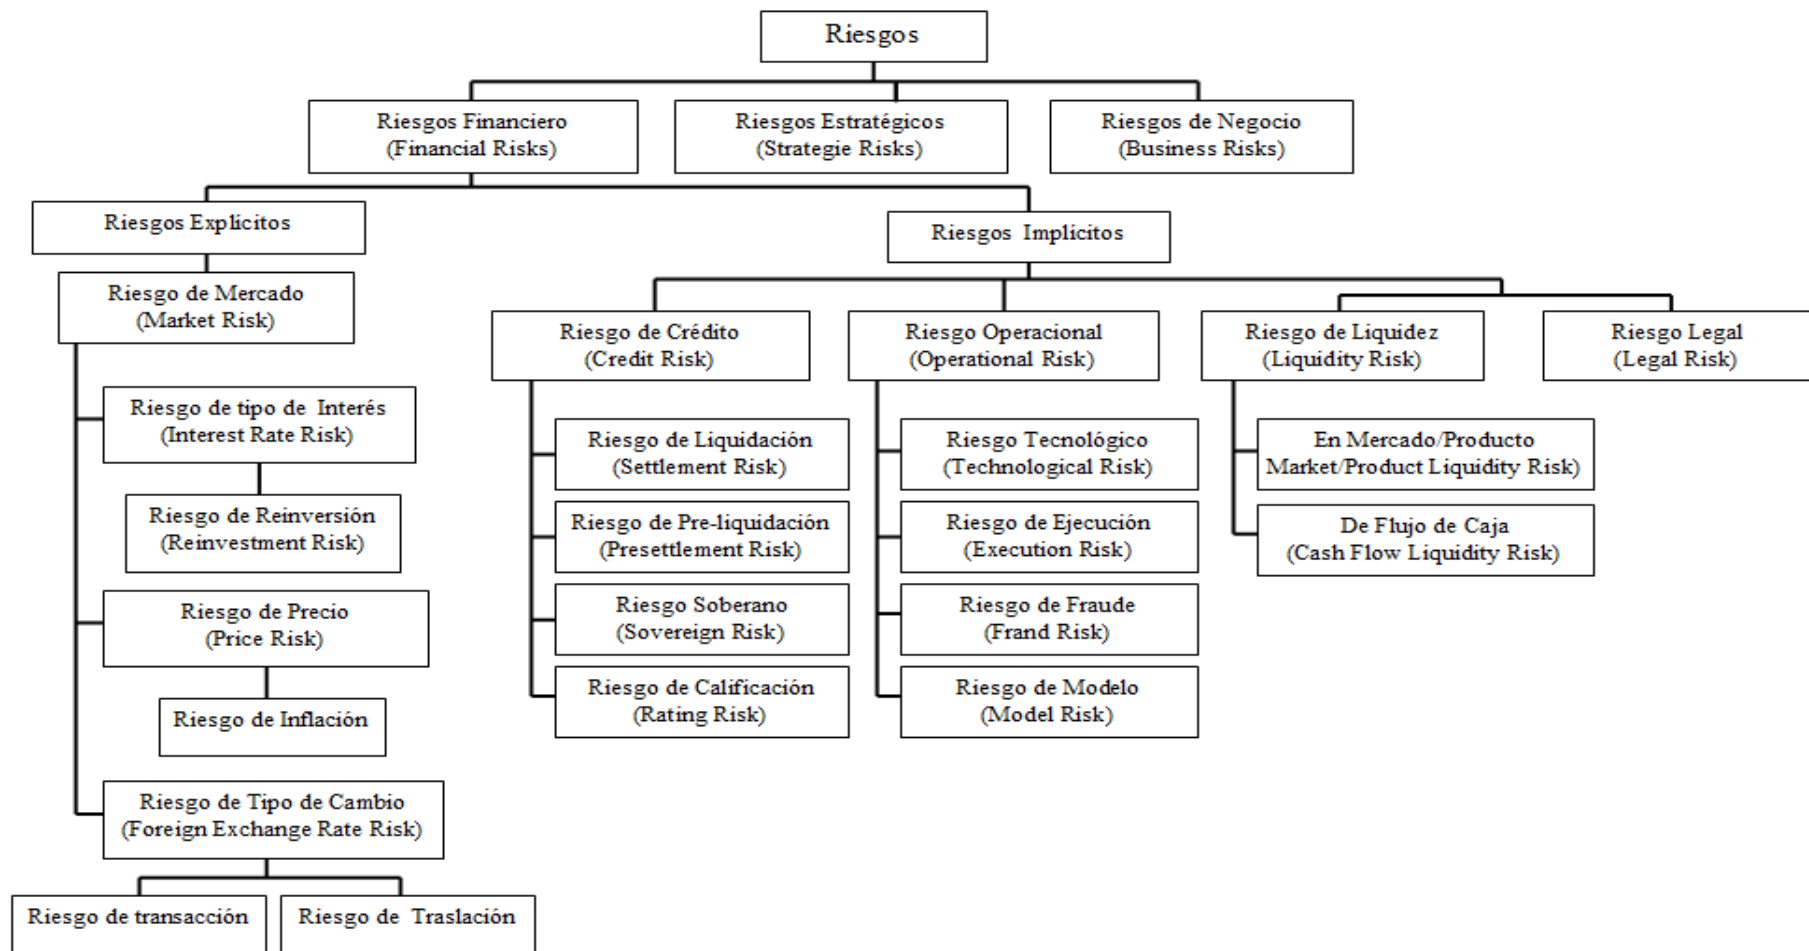 Riesgos
Riesgos Financiero
(Financial Risks)
Riesgos Estratégicos
(Strategie Risks)
Riesgos de Negocio
(Business Risks)
Riesgos Explícitos
Riesgos Implícitos
Riesgo de Mercado
(Market Risk)
Riesgo de Crédito
(Credit Risk)
Riesgo Operacional
(Operational Risk)
Riesgo de Liquidez
(Liquidity Risk)
Riesgo Legal
(Legal Risk)
Riesgo de tipo de Interés
(Interest Rate Risk)
Riesgo de Reinversión
(Reinvestment Risk)
Riesgo de Precio
(Price Risk)
Riesgo de Inflación
Riesgo de Tipo de Cambio
(Foreign Exchange Rate Risk)
Riesgo de transacción
Riesgo de Traslación
Riesgo de Liquidación
(Settlement Risk)
Riesgo de Pre-liquidación
(Presettlement Risk)
Riesgo Soberano
(Sovereign Risk)
Riesgo de Calificación
(Rating Risk)
Riesgo Tecnológico
(Technological Risk)
Riesgo de Ejecución
(Execution Risk)
Riesgo de Fraude
(Frand Risk)
Riesgo de Modelo
(Model Risk)
En Mercado/Producto
Market/Product Liquidity Risk)
De Flujo de Caja
(Cash Flow Liquidity Risk)